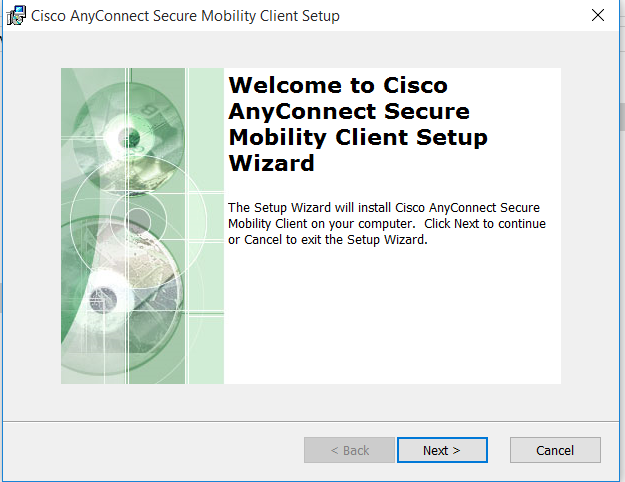 Cisco AnyConnect Secure Mobility Client Setup
Welcome to Cisco
AnyConnect Secure
Mobility Client Setup
Wizard
The Setup Wizard will install Cisco AnyConnect Secure
Mobility Client on your computer.  Click Next to continue
or Cancel to exit the Setup Wizard.
< Back
Next >
Cancel